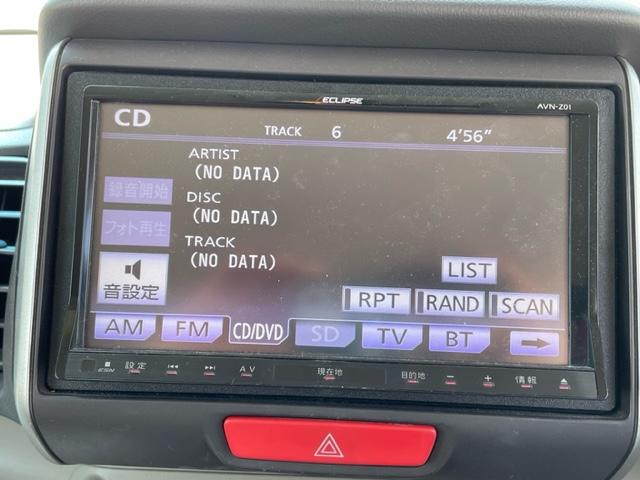 ECLIPSE
AVN-Z01
CD
TRACK 6 4'56"
ARTIST
(NO DATA)
録音開始
DISC
(NO DATA)
フォト再生
TRACK
(NO DATA)
音設定
LIST
RPT RAND SCAN
AM FM CD/DVD SD TV BT
ESN 設定 AV 現在地 目的地 − + 情報